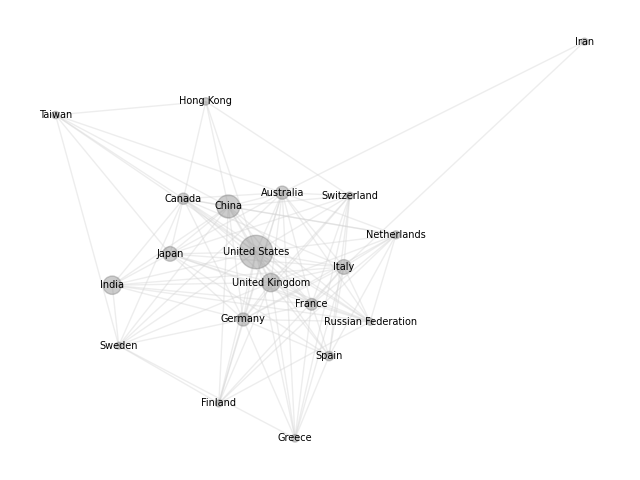 Iran
Hong Kong
Taiwan
Australia
Switzerland
Canada
China
Netherlands
United States
Japan
Italy
United Kingdom
India
France
Germany
Russian Federation
Sweden
Spain
Finland
Greece